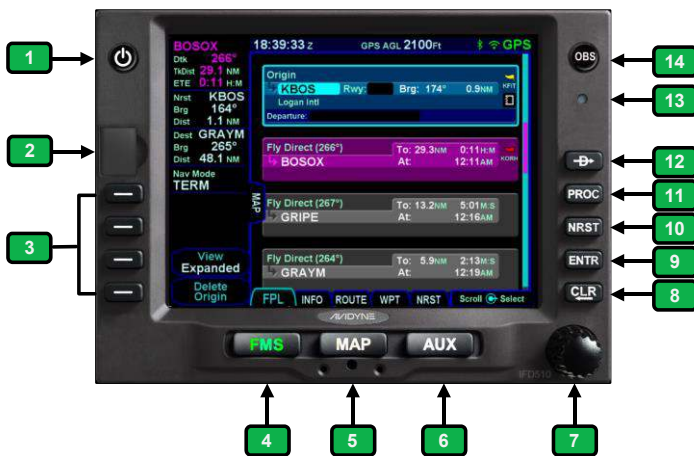 BOSOX 18:39:33 Z GPS AGL 2100Ft GPS
Dtk 266°
TkDist 29.1 NM
ETE 0:11 H:M
Nrst KBOS
Brg 164°
Dist 1.1 NM
Dest GRAYM
Brg 265°
Dist 48.1 NM
Nav Mode
TERM
View
Expanded
Delete
Origin
MAP
Origin
KBOS Rwy: Brg: 174° 0.9NM KFIT
Logan Intl
Departure:
Fly Direct (266°) To: 29.3NM 0:11H:M
BOSOX At: 12:11AM KORH
Fly Direct (267°) To: 13.2NM 5:01M:S
GRIPE At: 12:16AM
Fly Direct (264°) To: 5.9NM 2:13M:S
GRAYM At: 12:19AM
FPL INFO ROUTE WPT NRST Scroll Select
AVIDYNE
FMS MAP AUX
IFD510
OBS
D
PROC
NRST
ENTR
CLR
1
2
3
4
5
6
7
8
9
10
11
12
13
14